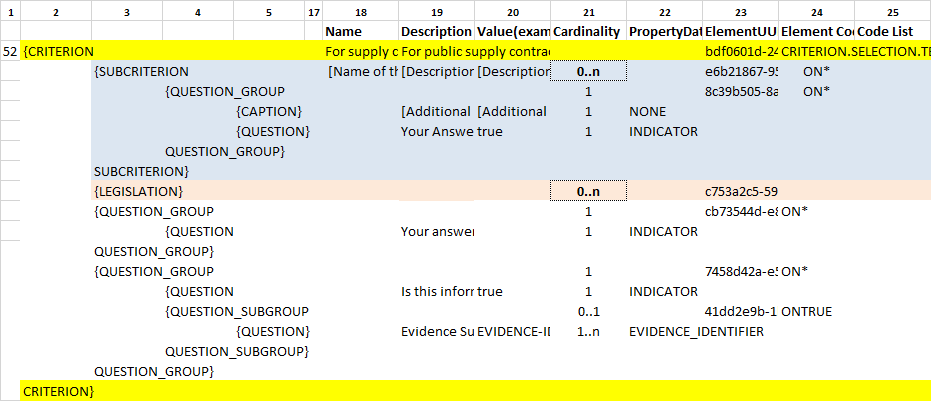 1 2 3 4 5 17 18 19 20 21 22 23 24 25
Name Description Value(exam Cardinality PropertyDat ElementUU Element Co Code List
52 {CRITERION For supply c For public supply contra bdf0601d-24 CRITERION.SELECTION.TE
{SUBCRITERION [Name of th [Description [Description 0..n e6b21867-95 ON*
{QUESTION_GROUP 1 8c39b505-8a ON*
{CAPTION} [Additional [Additional 1 NONE
{QUESTION} Your Answe true 1 INDICATOR
QUESTION_GROUP}
SUBCRITERION}
{LEGISLATION} 0..n c753a2c5-59
{QUESTION_GROUP 1 cb73544d-e8 ON*
{QUESTION Your answer 1 INDICATOR
QUESTION_GROUP}
{QUESTION_GROUP 1 7458d42a-e5 ON*
{QUESTION Is this inforr true 1 INDICATOR
{QUESTION_SUBGROUP 0..1 41dd2e9b-1 ONTRUE
{QUESTION} Evidence Su EVIDENCE-II 1..n EVIDENCE_IDENTIFIER
QUESTION_SUBGROUP}
QUESTION_GROUP}
CRITERION}